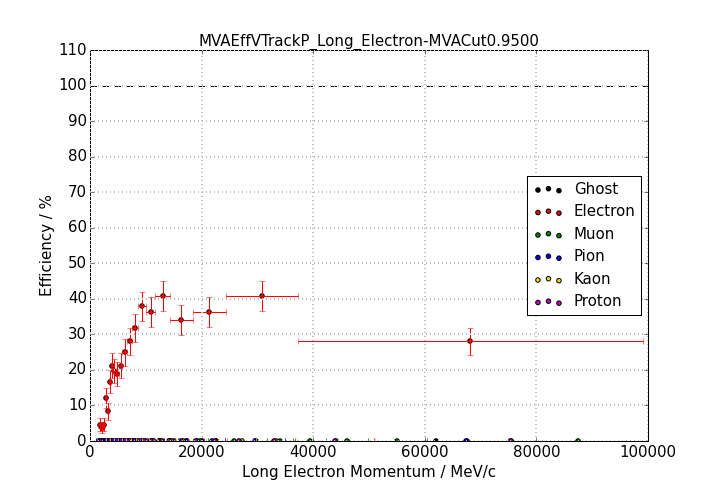 MVAEffVTrackP_Long_Electron-MVACut0.9500
110
100
90
80
70
60
50
40
30
20
10
0
Efficiency / %
Ghost
Electron
Muon
Pion
Kaon
Proton
0 20000 40000 60000 80000 100000
Long Electron Momentum / MeV/c